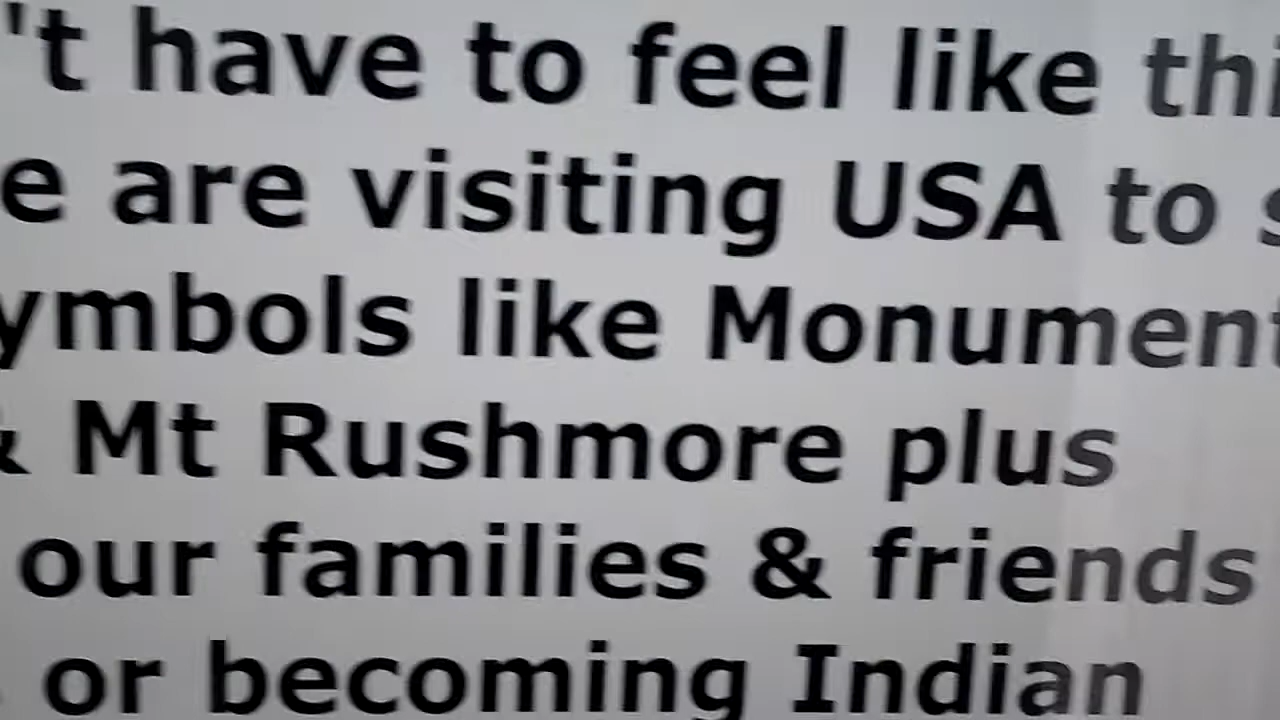 't have to feel like thi
e are visiting USA to s
ymbols like Monument
& Mt Rushmore plus
our families & friends
or becoming Indian